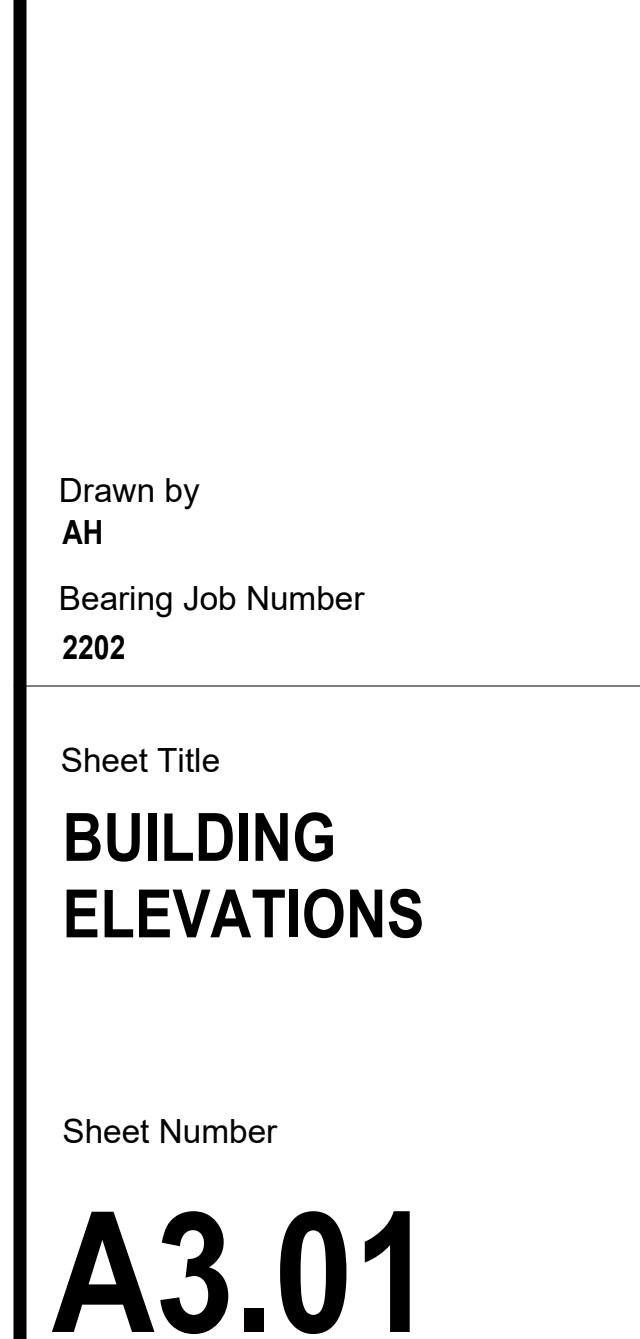 Drawn by
AH
Bearing Job Number
2202
Sheet Title
BUILDING
ELEVATIONS
Sheet Number
A3.01